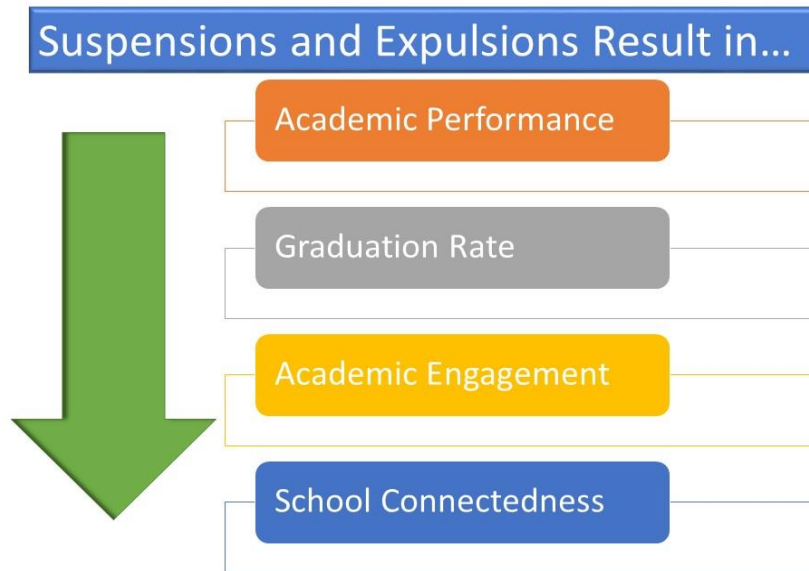 Suspensions and Expulsions Result in…
Academic Performance
Graduation Rate
Academic Engagement
School Connectedness